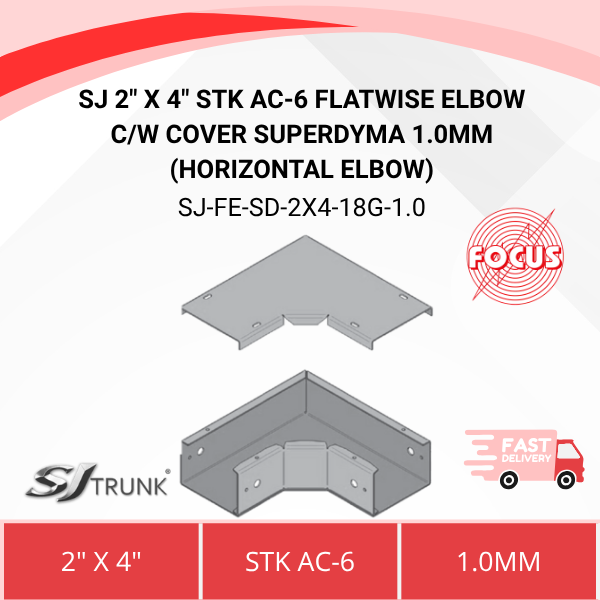 SJ 2" X 4" STK AC-6 FLATWISE ELBOW
C/W COVER SUPERDYMA 1.0MM
(HORIZONTAL ELBOW)
SJ-FE-SD-2X4-18G-1.0
FOCUS
FAST
DELIVERY
SJ TRUNK®
2" X 4"
STK AC-6
1.0MM